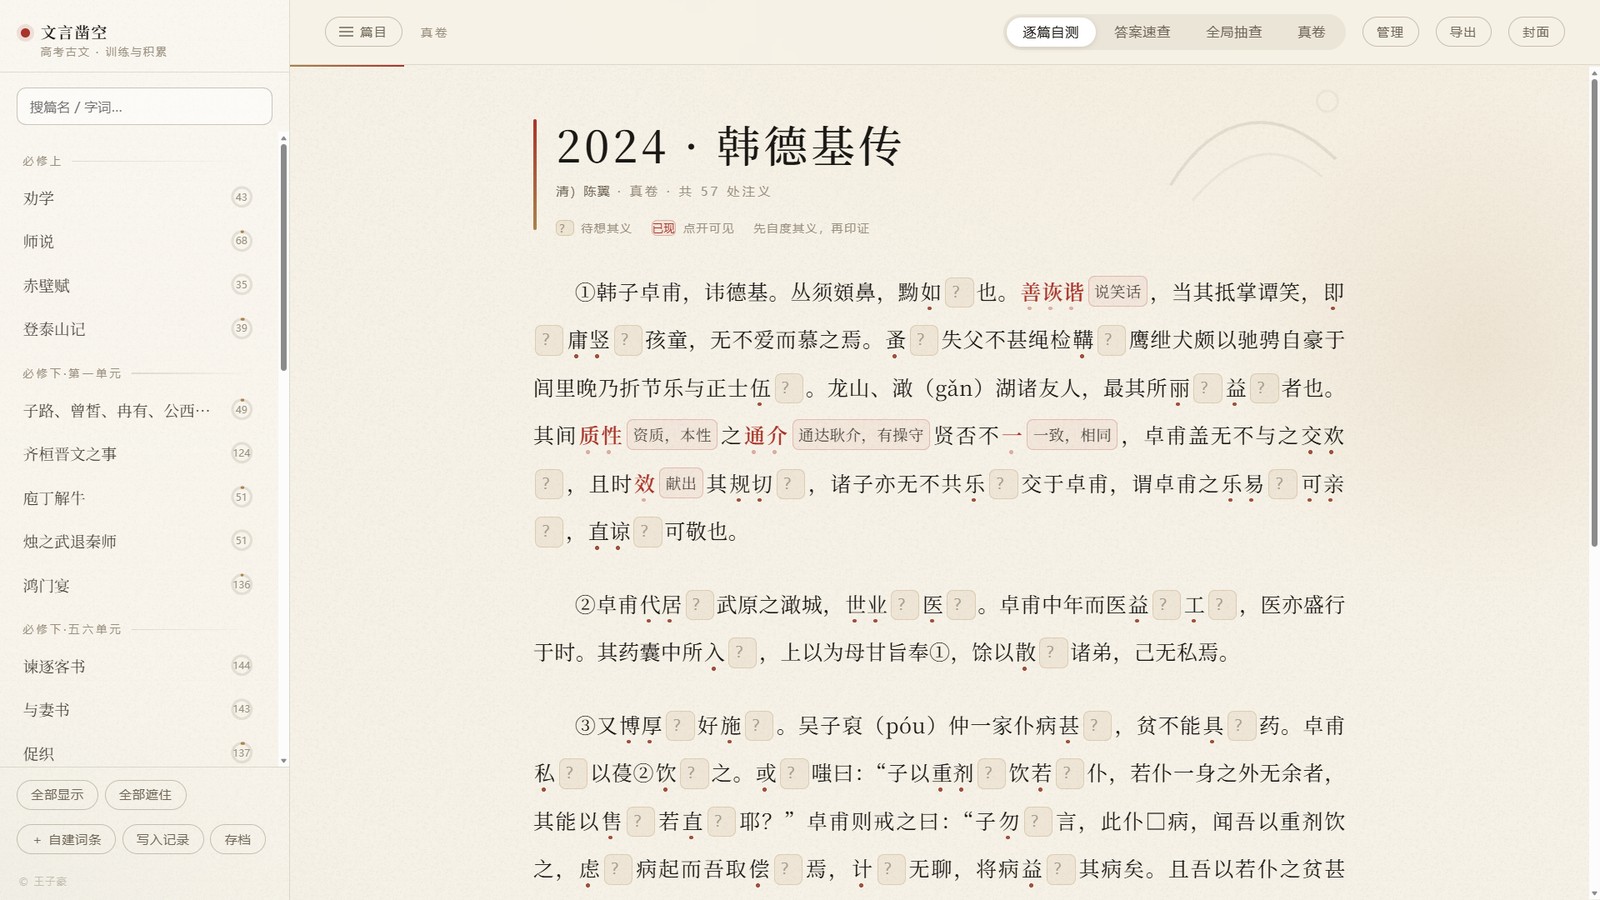 文言凿空
高考古文 · 训练与积累
搜篇名 / 字词...
必修上
劝学 43
师说 68
赤壁赋 35
登泰山记 39
必修下·第一单元
子路、曾皙、冉有、公西… 49
齐桓晋文之事 124
庖丁解牛 51
烛之武退秦师 51
鸿门宴 136
必修下·五六单元
谏逐客书 144
与妻书 143
促织 137
全部显示 全部遮住
+ 自建词条 写入记录 存档
© 王子豪
篇目 真卷 逐篇自测 答案速查 全局抽查 真卷 管理 导出 封面
2024 · 韩德基传
清）陈翼 · 真卷 · 共 57 处注义
? 待想其义 已现 点开可见 先自度其义，再印证
①韩子卓甫，讳德基。丛须頞鼻，黝如 ? 也。善诙谐 说笑话 ，当其抵掌谭笑，即
? 庸竖 ? 孩童，无不爱而慕之焉。蚤 ? 失父不甚绳检鞲 ? 鹰绁犬颇以驰骋自豪于
闾里晚乃折节乐与正士伍 ? 。龙山、澉（gǎn）湖诸友人，最其所丽 ? 益 ? 者也。
其间质性 资质，本性 之通介 通达耿介，有操守 贤否不一 一致，相同 ，卓甫盖无不与之交欢
? ，且时效 献出 其规切 ? ，诸子亦无不共乐 ? 交于卓甫，谓卓甫之乐易 ? 可亲
? ，直谅 ? 可敬也。
②卓甫代居 ? 武原之澉城，世业 ? 医 ? 。卓甫中年而医益 ? 工 ? ，医亦盛行
于时。其药囊中所入 ? ，上以为母甘旨奉①，馀以散 ? 诸弟，己无私焉。
③又博厚 ? 好施 ? 。吴子裒（póu）仲一家仆病甚 ? ，贫不能具 ? 药。卓甫
私 ? 以葠②饮 ? 之。或 ? 嗤曰：“子以重剂 ? 饮若 ? 仆，若仆一身之外无余者，
其能以售 ? 若直 ? 耶？”卓甫则戒之曰：“子勿 ? 言，此仆□病，闻吾以重剂饮
之，虑 ? 病起而吾取偿 ? 焉，计 ? 无聊，将病益 ? 其病矣。且吾以若仆之贫甚